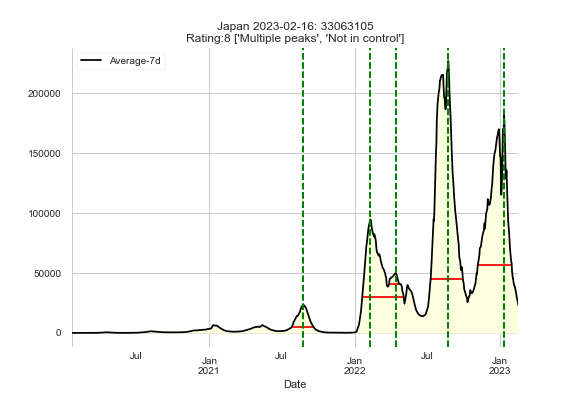 Japan 2023-02-16: 33063105
Rating:8 ['Multiple peaks', 'Not in control']
Average-7d
200000
150000
100000
50000
0
Jul
Jan
2021
Jul
Jan
2022
Jul
Jan
2023
Date